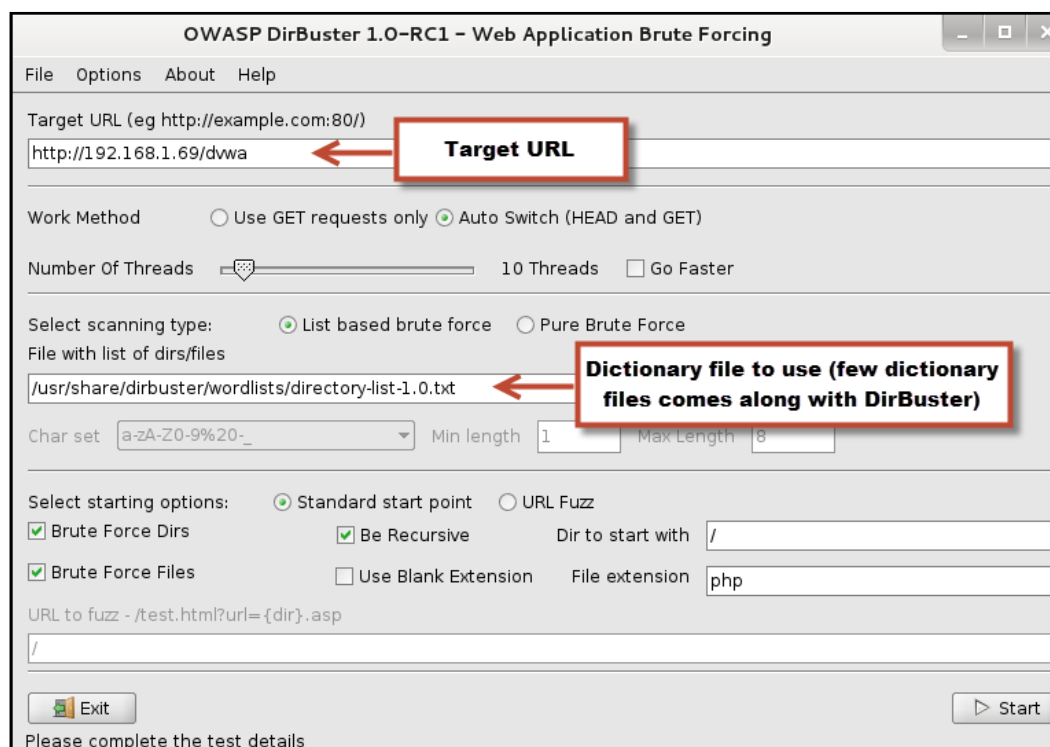 OWASP DirBuster 1.0-RC1 – Web Application Brute Forcing
File Options About Help
Target URL (eg http://example.com:80/)
http://192.168.1.69/dvwa
Target URL
Work Method Use GET requests only Auto Switch (HEAD and GET)
Number Of Threads 10 Threads Go Faster
Select scanning type: List based brute force Pure Brute Force
File with list of dirs/files
/usr/share/dirbuster/wordlists/directory-list-1.0.txt
Dictionary file to use (few dictionary
files comes along with DirBuster)
Char set a-zA-Z0-9%20-_ Min length 1 Max Length 8
Select starting options: Standard start point URL Fuzz
Brute Force Dirs Be Recursive Dir to start with /
Brute Force Files Use Blank Extension File extension php
URL to fuzz - /test.html?url={dir}.asp
/
Exit Start
Please complete the test details